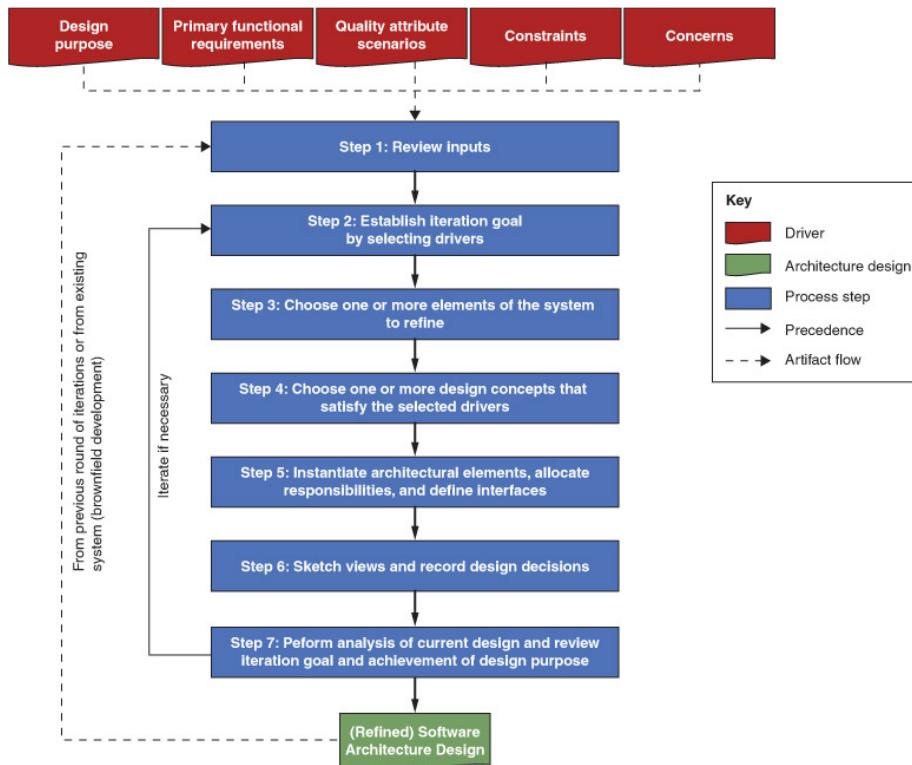 Design
purpose
Primary functional
requirements
Quality attribute
scenarios
Constraints
Concerns
Step 1: Review inputs
Step 2: Establish iteration goal
by selecting drivers
Step 3: Choose one or more elements of the system
to refine
Step 4: Choose one or more design concepts that
satisfy the selected drivers
Step 5: Instantiate architectural elements, allocate
responsibilities, and define interfaces
Step 6: Sketch views and record design decisions
Step 7: Peform analysis of current design and review
iteration goal and achievement of design purpose
(Refined) Software
Architecture Design
From previous round of iterations or from existing
system (brownfield development)
Iterate if necessary
Key
Driver
Architecture design
Process step
Precedence
Artifact flow